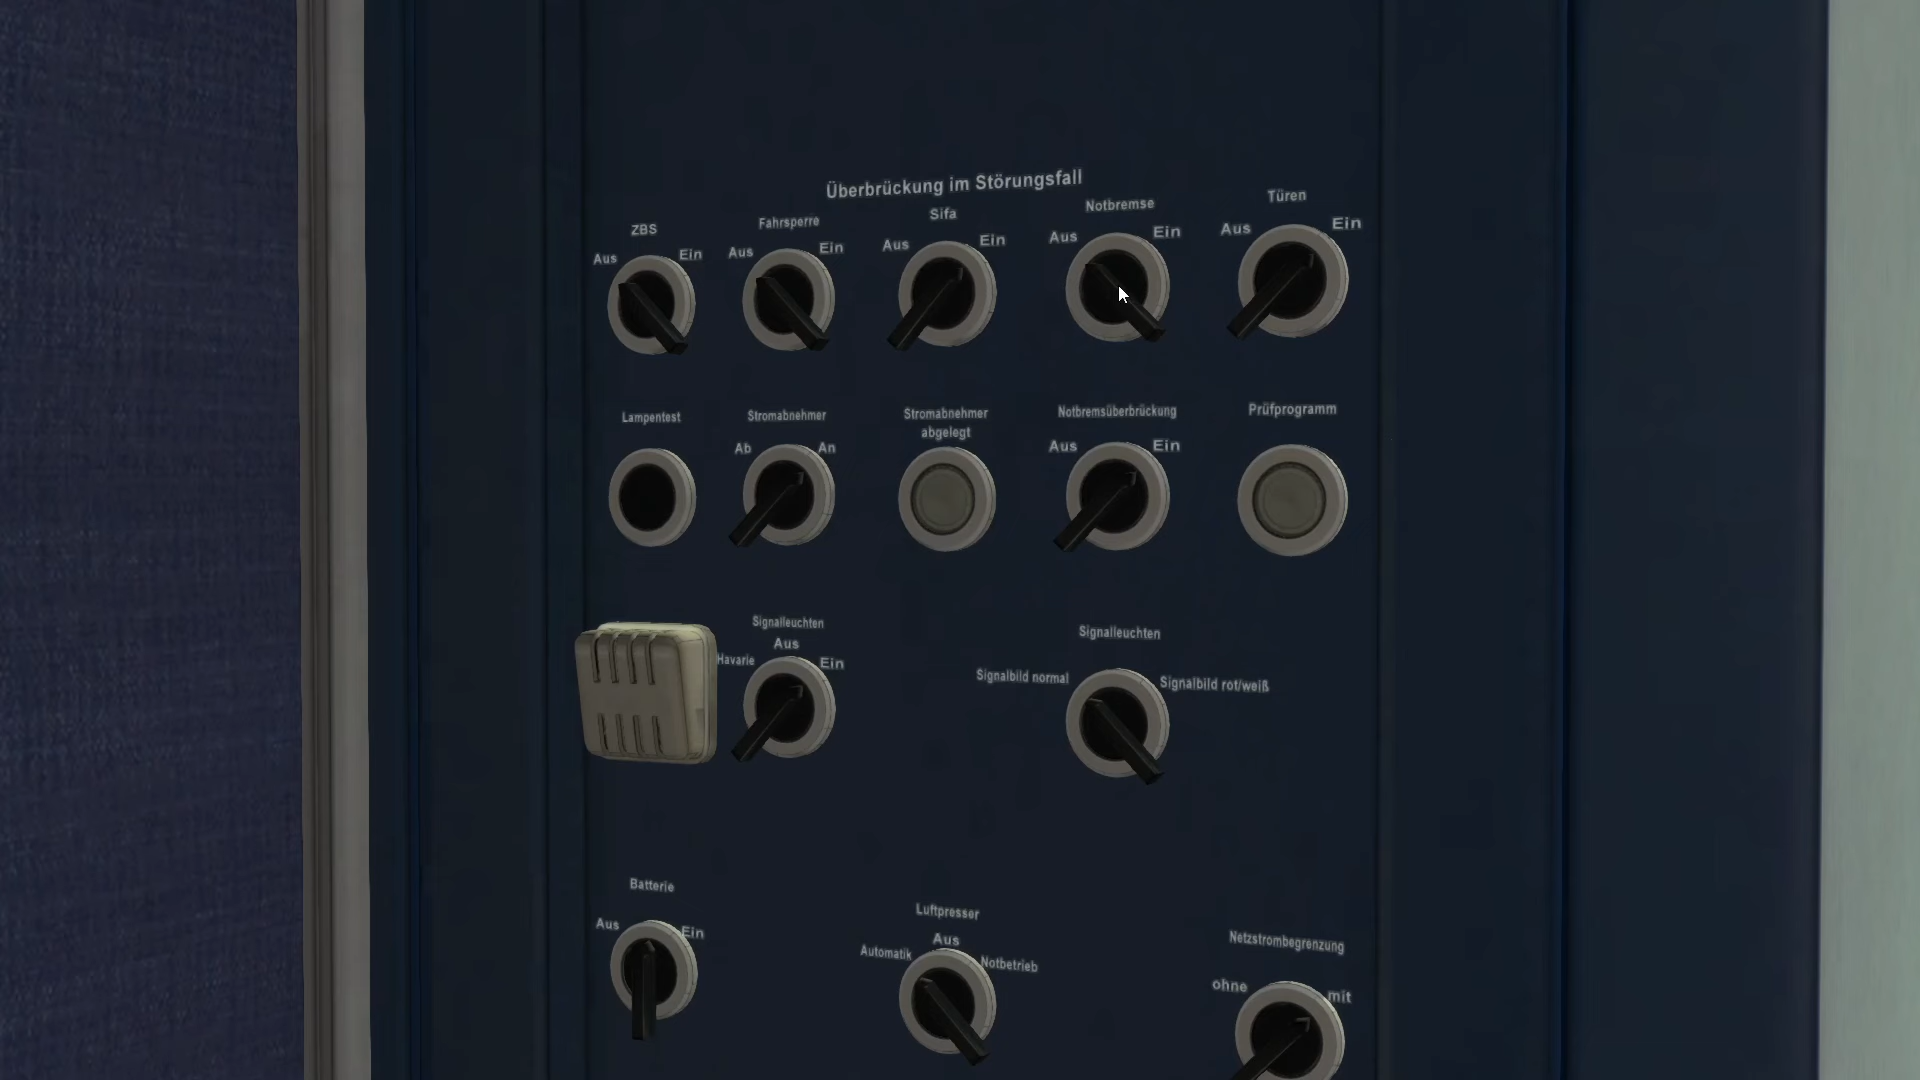 Überbrückung im Störungsfall
ZBS
Aus Ein
Fahrsperre
Aus Ein
Sifa
Aus Ein
Notbremse
Aus Ein
Türen
Aus Ein
Lampentest
Stromabnehmer
Ab An
Stromabnehmer
abgelegt
Notbremsüberbrückung
Aus Ein
Prüfprogramm
Signalleuchten
Havarie Aus Ein
Signalleuchten
Signalbild normal Signalbild rot/weiß
Batterie
Aus Ein
Luftpresser
Automatik Aus Notbetrieb
Netzstrombegrenzung
ohne mit